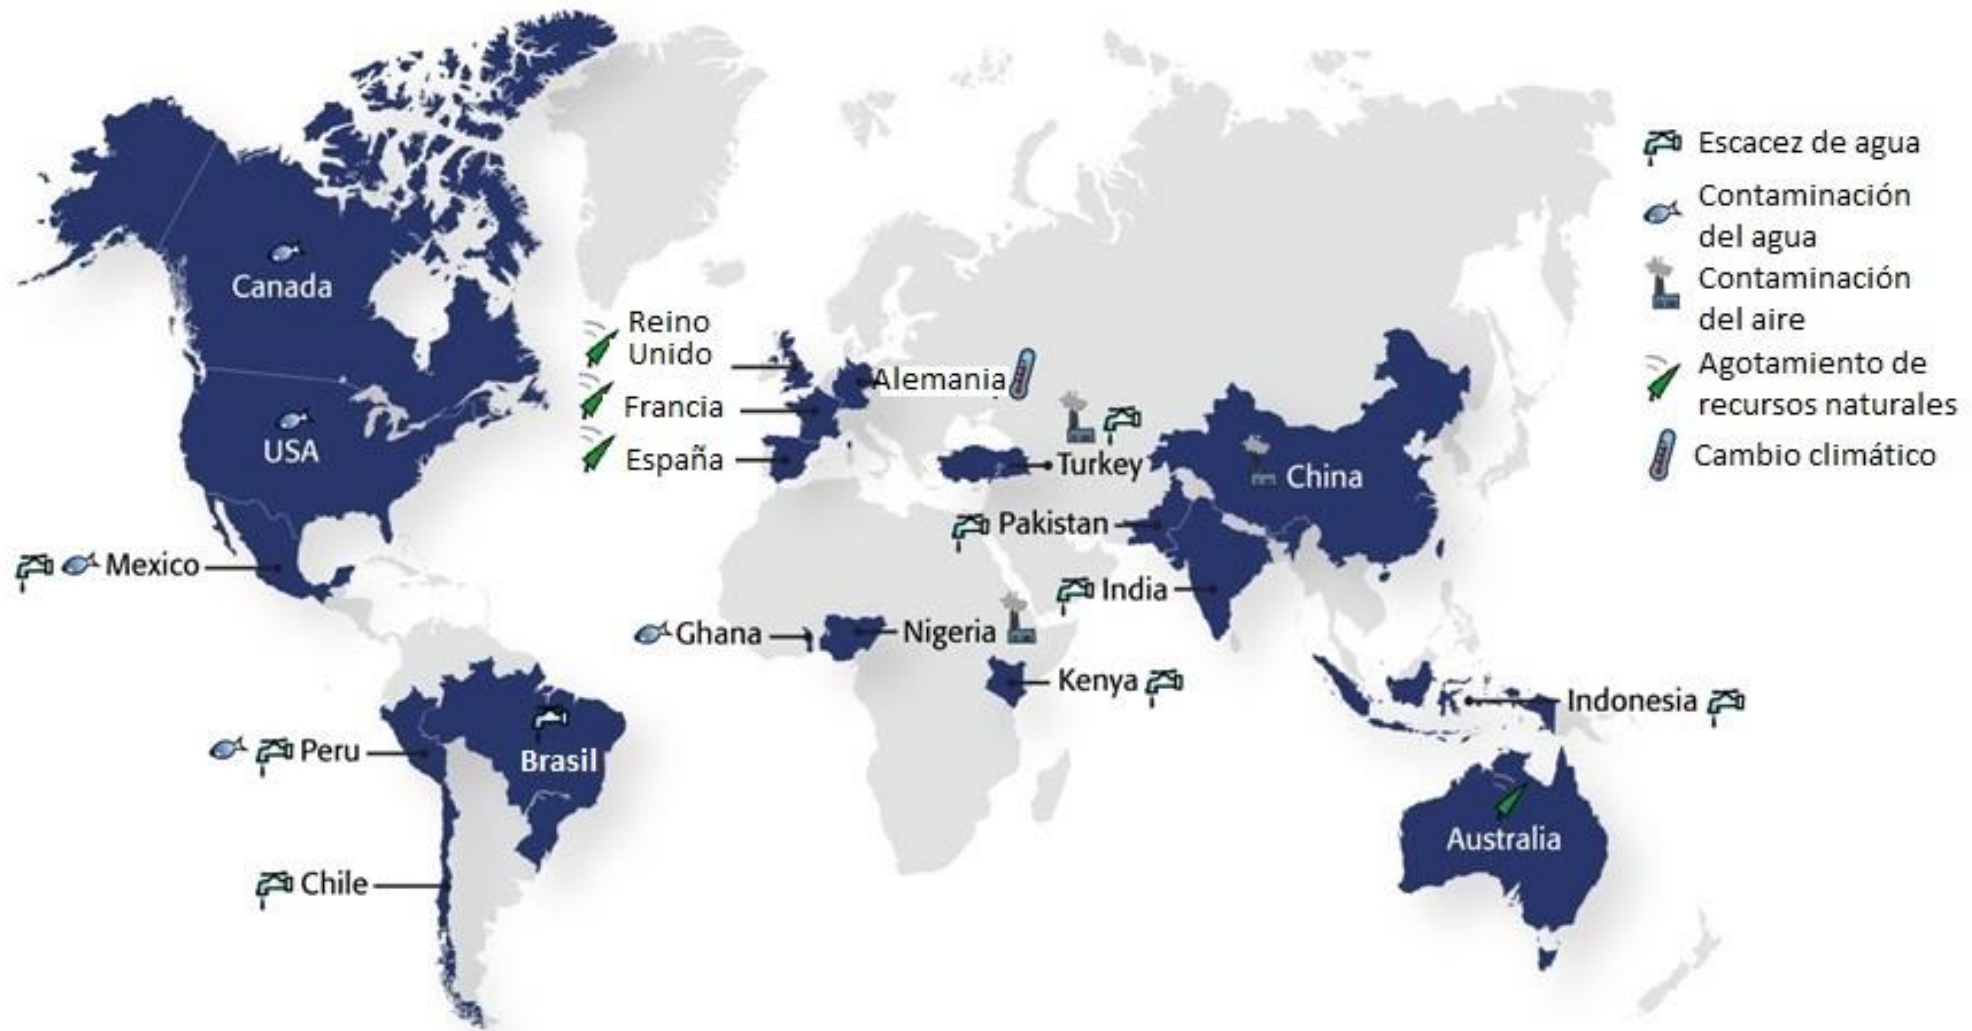 Canada
USA
Mexico
Peru
Brasil
Chile
Reino
Unido
Francia
España
Alemania
Turkey
China
Pakistan
India
Ghana
Nigeria
Kenya
Indonesia
Australia
Escacez de agua
Contaminación
del agua
Contaminación
del aire
Agotamiento de
recursos naturales
Cambio climático